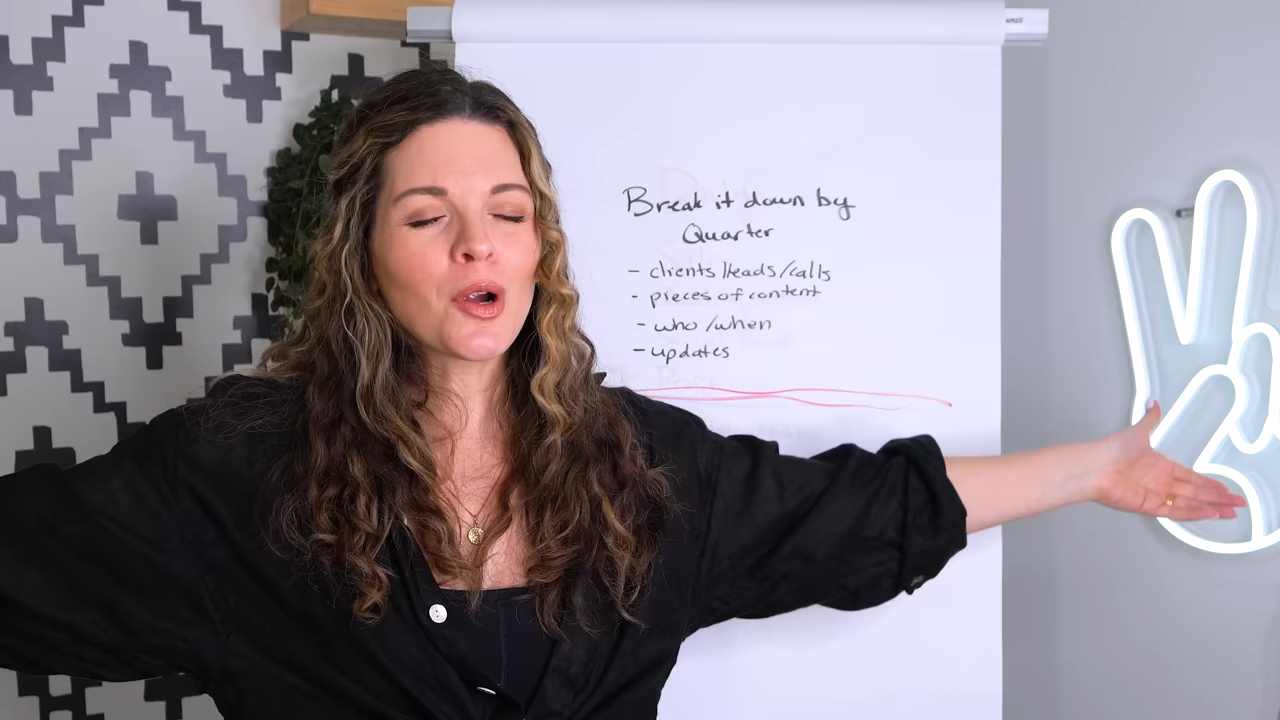 Break it down by
Quarter
- clients/leads/calls
- pieces of content
- who/when
- updates